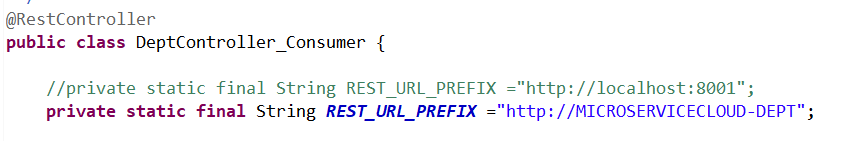 @RestController
public class DeptController_Consumer {
//private static final String REST_URL_PREFIX ="http://localhost:8001";
private static final String REST_URL_PREFIX ="http://MICROSERVICECLOUD-DEPT";